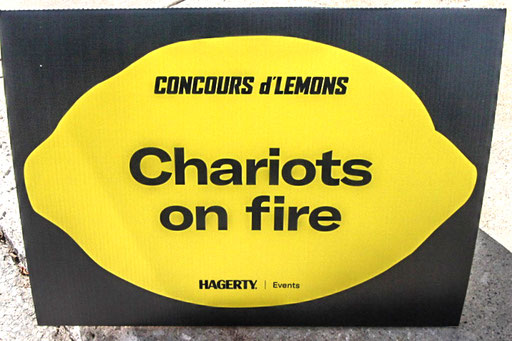 CONCOURS d'LEMONS
Chariots
on fire
HAGERTY. | Events